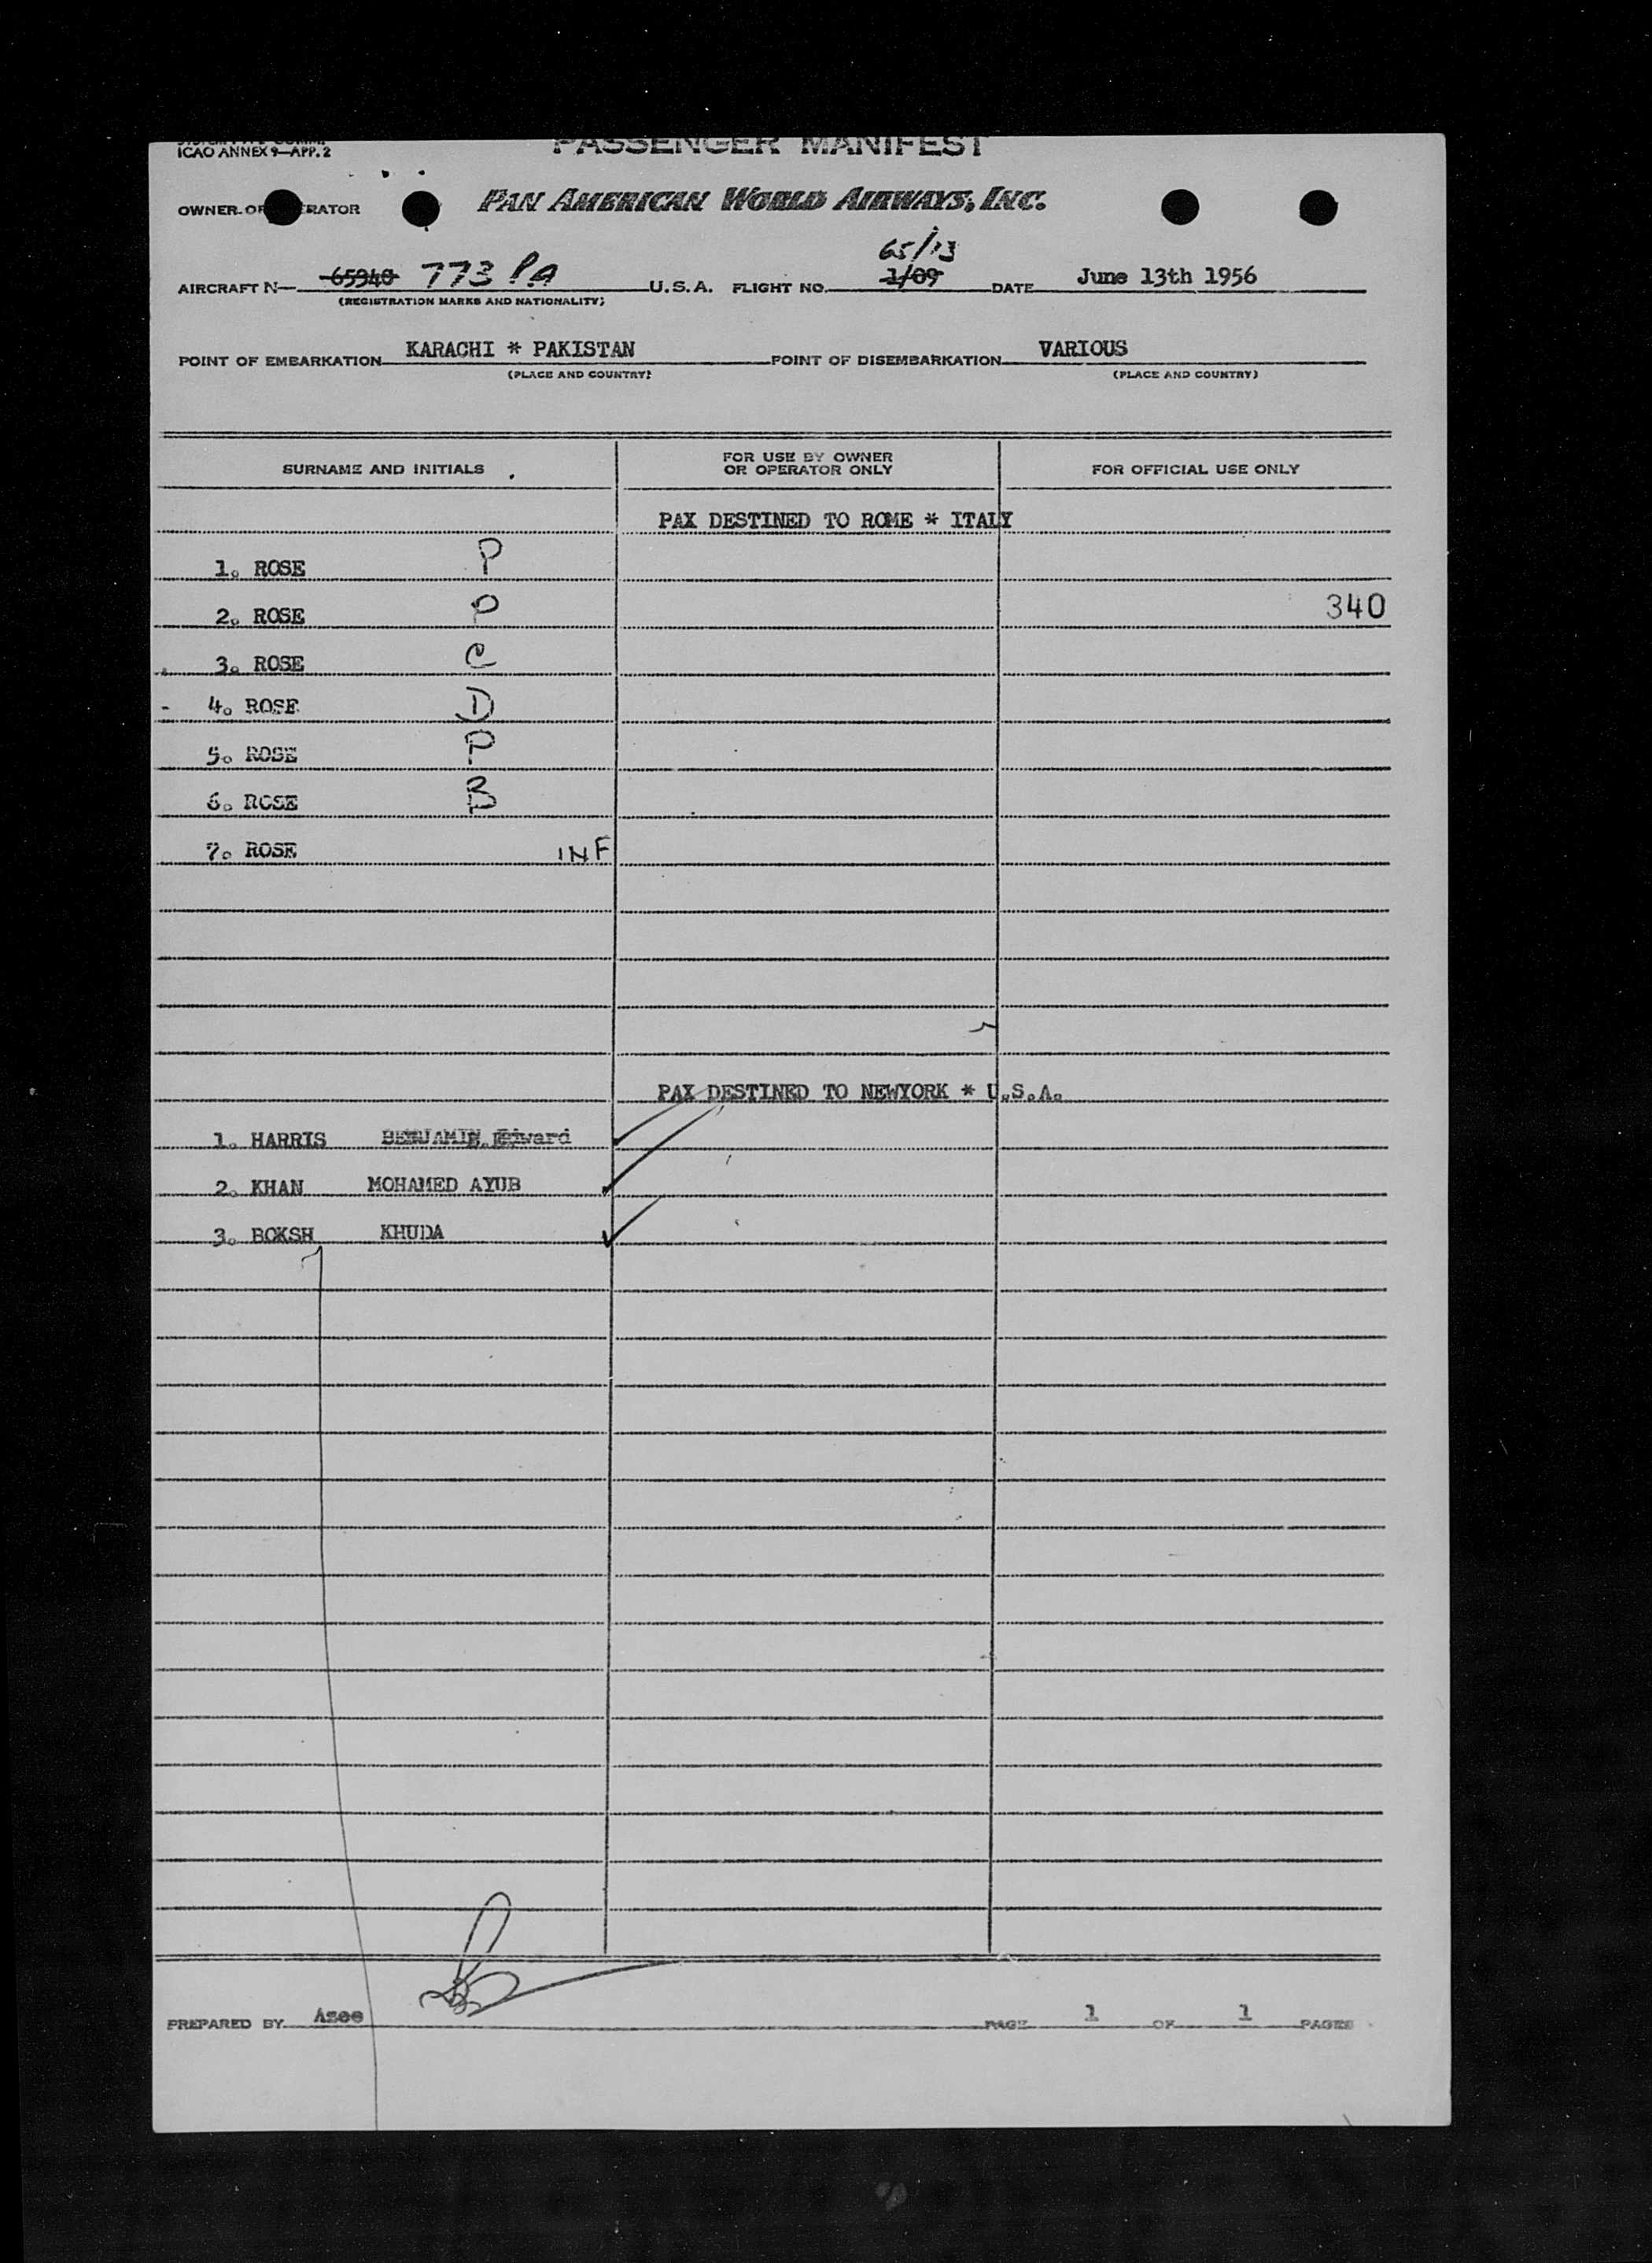 ICAO ANNEX 9—APP. 2
PASSENGER MANIFEST
OWNER OR OPERATOR PAN AMERICAN WORLD AIRWAYS, INC.
65/13
AIRCRAFT N— 65940 773 PA U.S.A. FLIGHT NO. 1/09 DATE June 13th 1956
(REGISTRATION MARKS AND NATIONALITY)
POINT OF EMBARKATION KARACHI * PAKISTAN POINT OF DISEMBARKATION VARIOUS
(PLACE AND COUNTRY) (PLACE AND COUNTRY)
SURNAME AND INITIALS FOR USE BY OWNER OR OPERATOR ONLY FOR OFFICIAL USE ONLY
PAX DESTINED TO ROME * ITALY
1. ROSE P
2. ROSE P 340
3. ROSE C
4. ROSE D
5. ROSE P
6. ROSE B
7. ROSE INF
PAX DESTINED TO NEWYORK * U.S.A.
1. HARRIS BENJAMIN Edward
2. KHAN MOHAMED AYUB
3. BOKSH KHUDA
PREPARED BY Azee PAGE 1 OF 1 PAGES